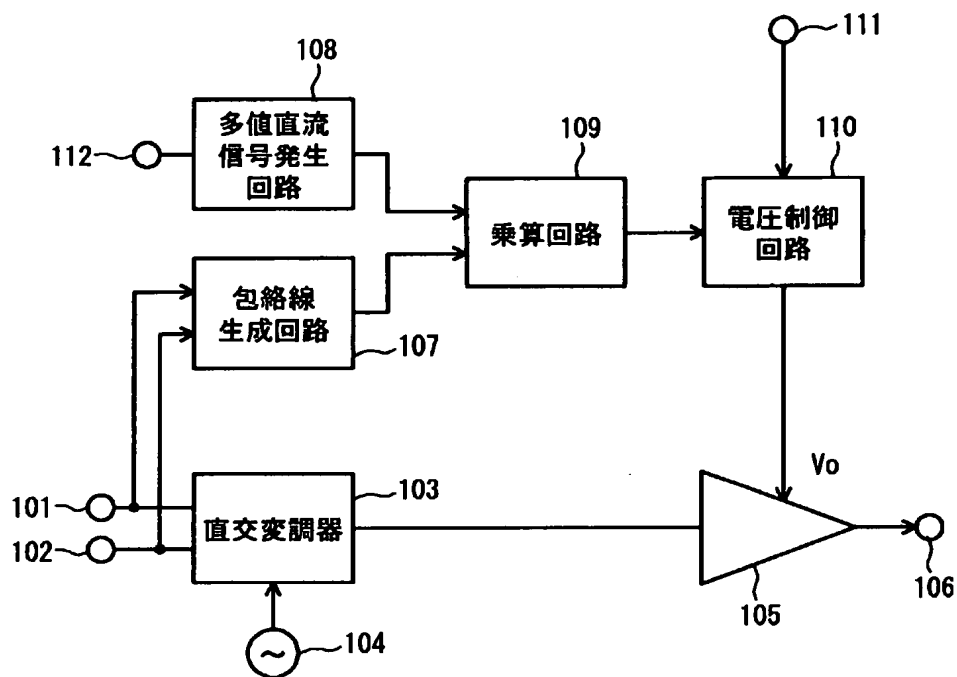 111
108
多値直流
信号発生
回路
112
109
乗算回路
110
電圧制御
回路
包絡線
生成回路
107
Vo
101
102
103
直交変調器
105
106
104
~